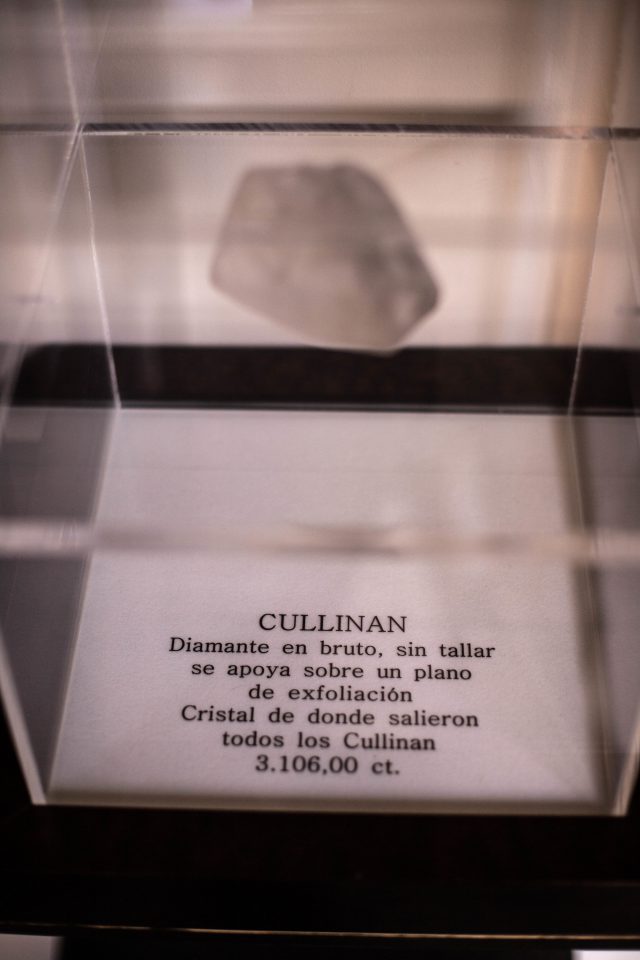 CULLINAN
Diamante en bruto, sin tallar
se apoya sobre un plano
de exfoliación
Cristal de donde salieron
todos los Cullinan
3.106,00 ct.